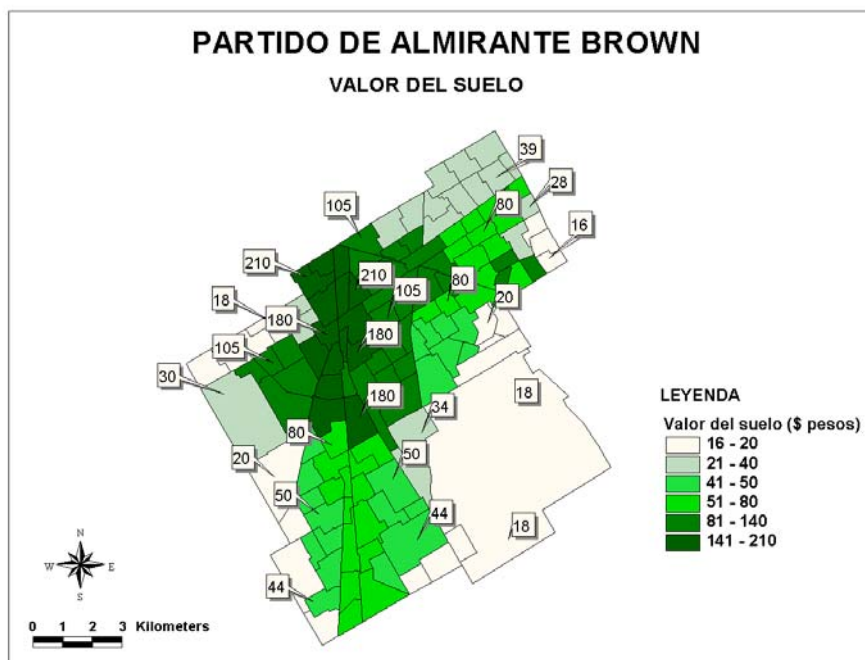 PARTIDO DE ALMIRANTE BROWN
VALOR DEL SUELO
39
28
80
105
16
210
210
80
105
20
18
180
180
105
30
18
180
34
80
50
20
50
44
18
44
LEYENDA
Valor del suelo ($ pesos)
16 - 20
21 - 40
41 - 50
51 - 80
81 - 140
141 - 210
N
W E
S
0 1 2 3 Kilometers